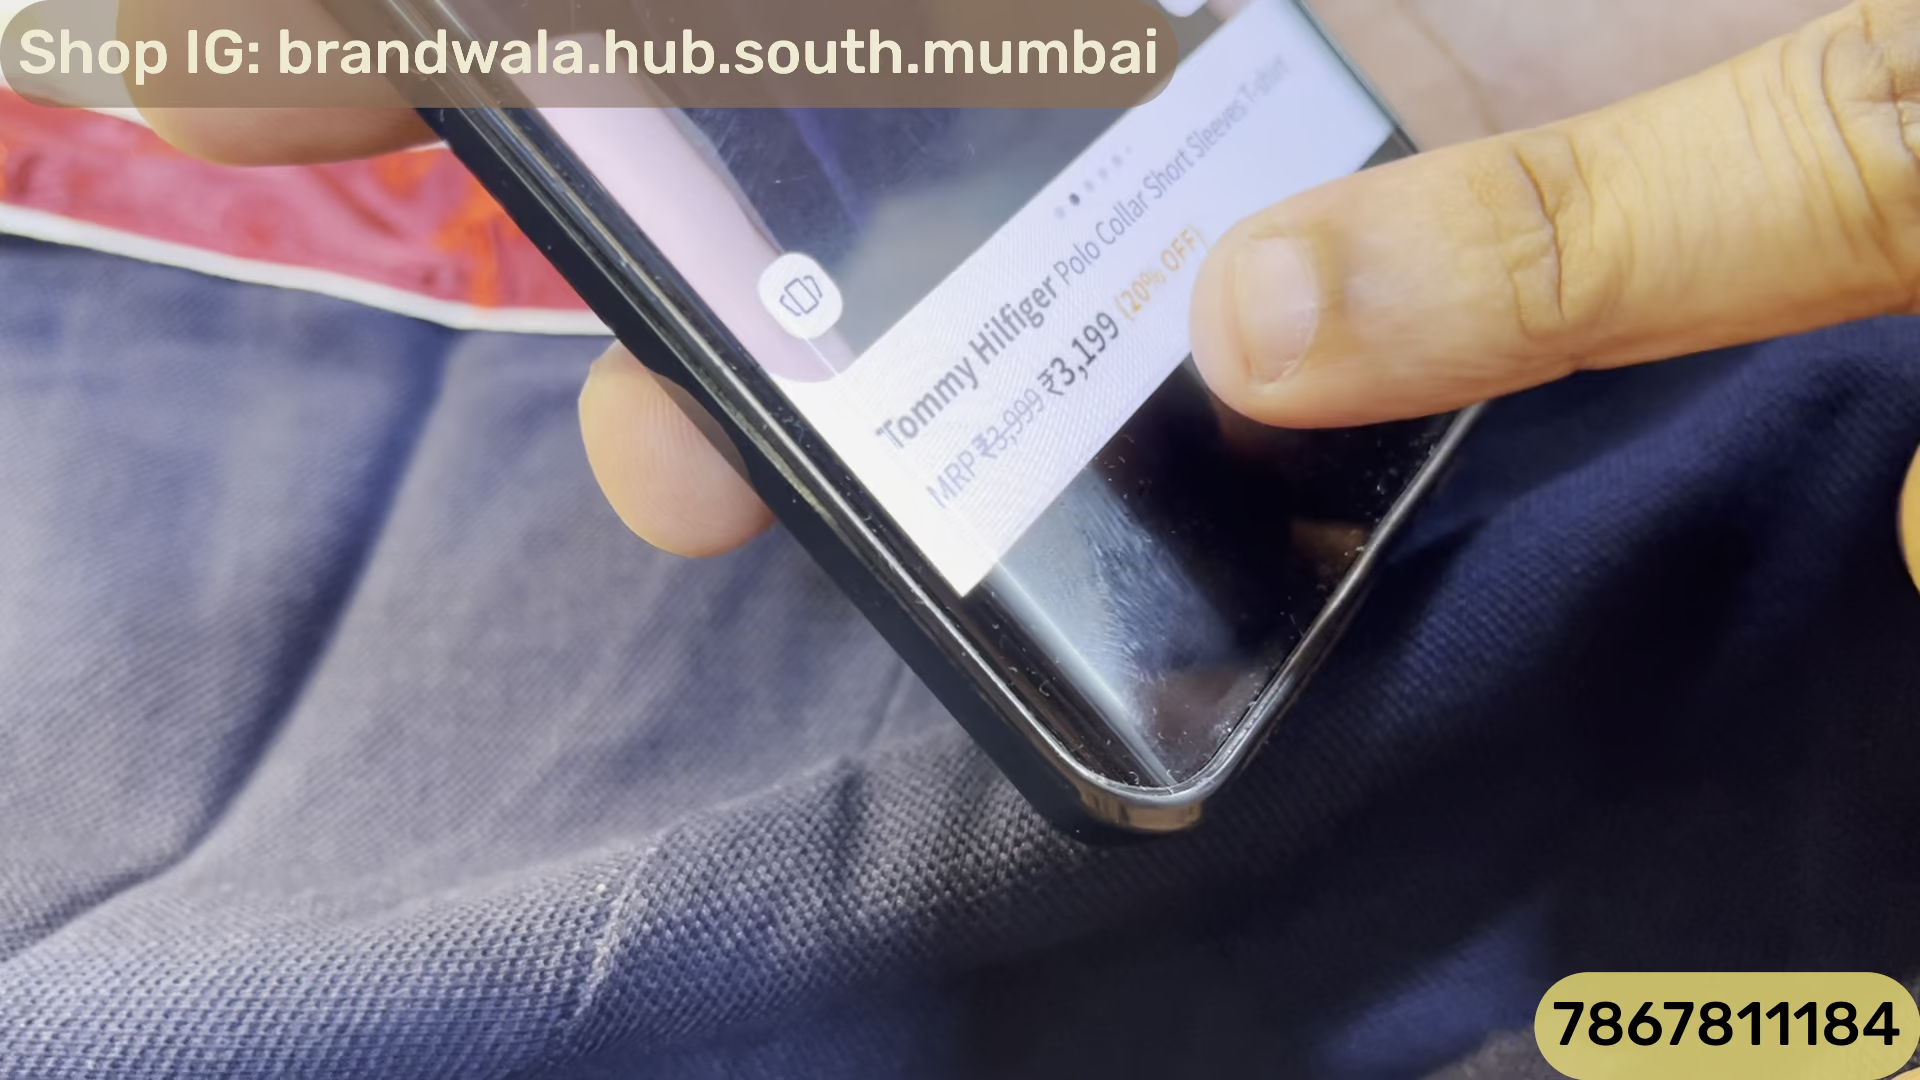 Shop IG: brandwala.hub.south.mumbai
Tommy Hilfiger Polo Collar Short Sleeves T-shirt
MRP ₹3,999 ₹3,199 (20% OFF)
7867811184